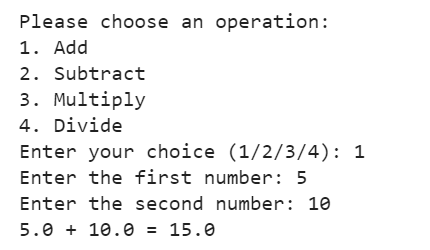 Please choose an operation:
1. Add
2. Subtract
3. Multiply
4. Divide
Enter your choice (1/2/3/4): 1
Enter the first number: 5
Enter the second number: 10
5.0 + 10.0 = 15.0